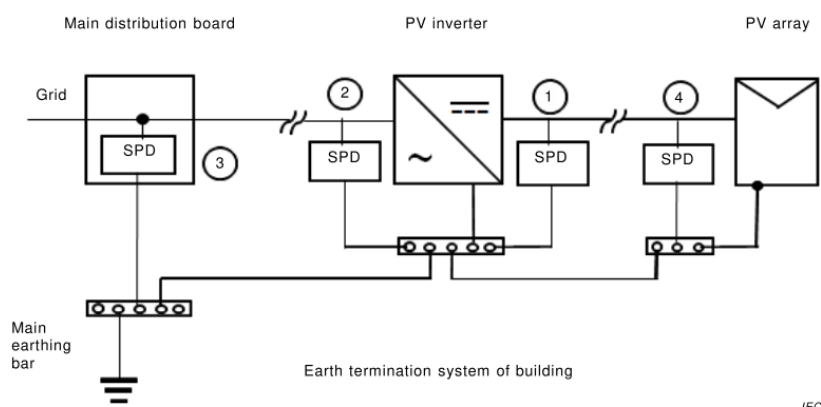 Main distribution board
PV inverter
PV array
Grid
2
1
4
SPD
3
SPD
SPD
SPD
~
Main
earthing
bar
Earth termination system of building
IEC